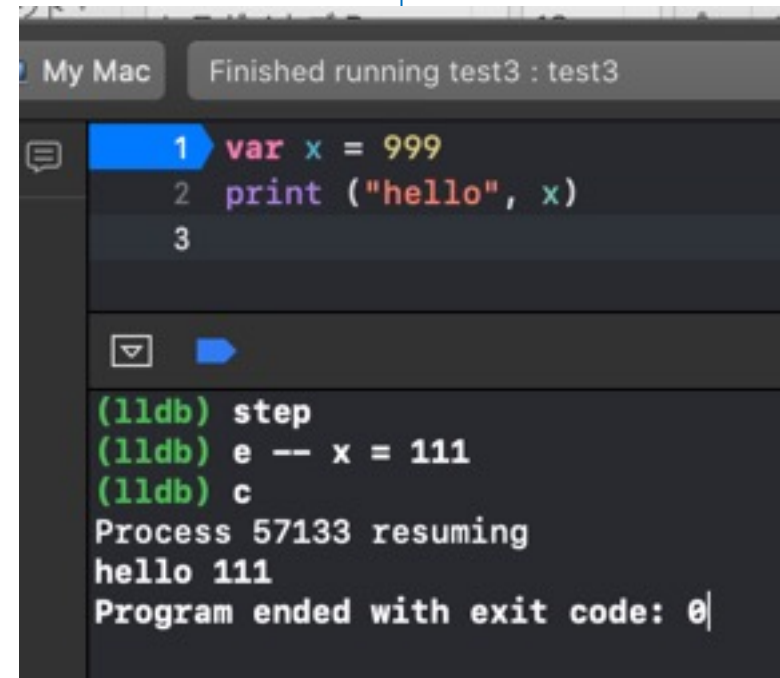 My Mac Finished running test3 : test3
1 var x = 999
2 print ("hello", x)
3
(lldb) step
(lldb) e -- x = 111
(lldb) c
Process 57133 resuming
hello 111
Program ended with exit code: 0